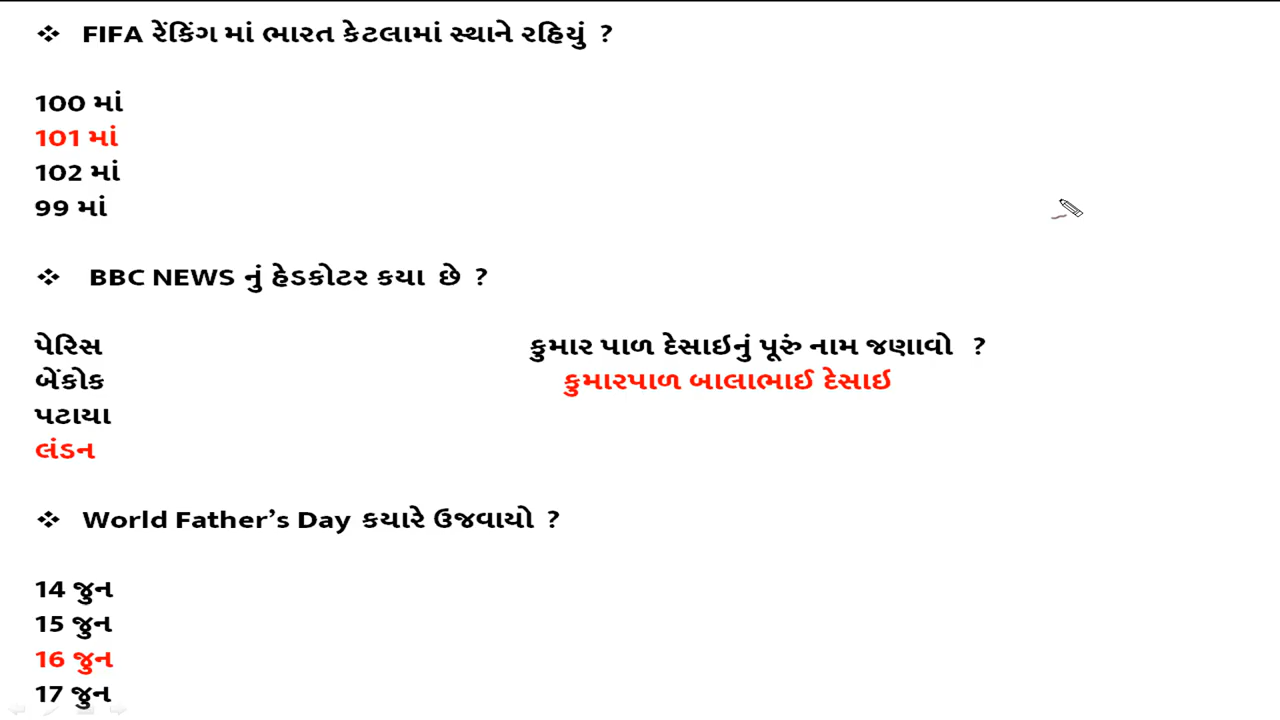 ❖ FIFA રેંકિંગ માં ભારત કેટલામાં સ્થાને રહિયું ?
100 માં
101 માં
102 માં
99 માં
❖ BBC NEWS નું હેડકોટર કયા છે ?
પેરિસ
બેંકોક
પટાયા
લંડન
કુમાર પાળ દેસાઇનું પૂરું નામ જણાવો ?
કુમારપાળ બાલાભાઈ દેસાઇ
❖ World Father’s Day કયારે ઉજવાયો ?
14 જુન
15 જુન
16 જુન
17 જુન